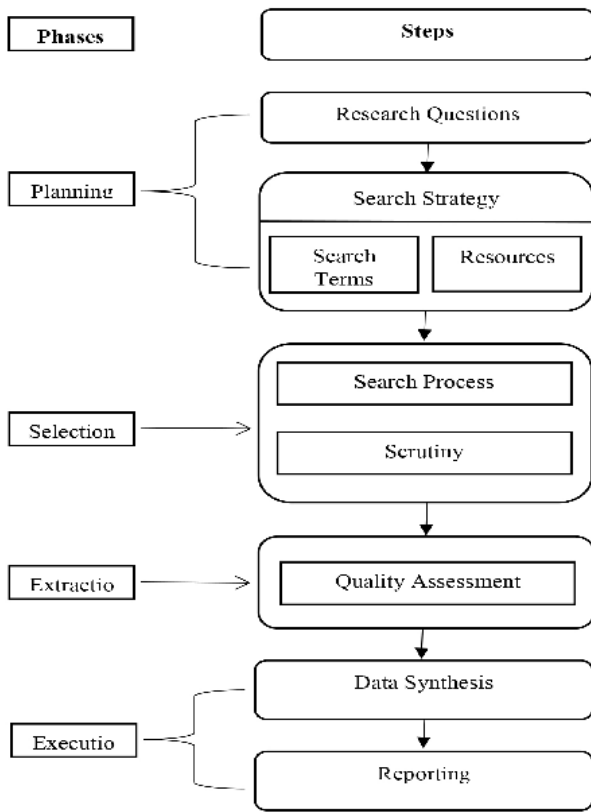 Phases
Steps
Research Questions
Planning
Search Strategy
Search
Terms
Resources
Search Process
Selection
Scrutiny
Extractio
Quality Assessment
Data Synthesis
Executio
Reporting